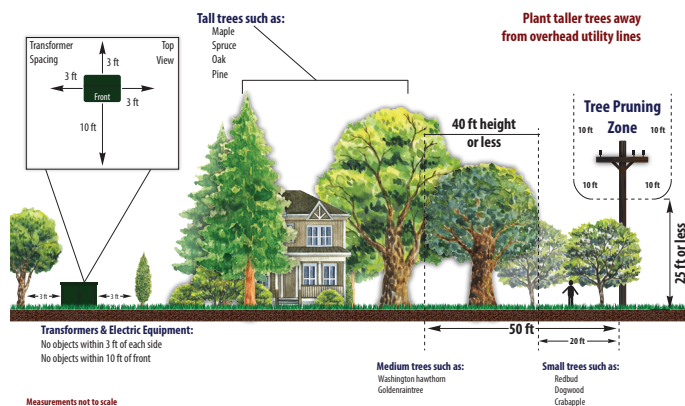 Tall trees such as:
Maple
Spruce
Oak
Pine
Plant taller trees away
from overhead utility lines
Transformer
Spacing
Top
View
3 ft
3 ft
Front
3 ft
10 ft
40 ft height
or less
Tree Pruning
Zone
10 ft
10 ft
10 ft
10 ft
25 ft or less
3 ft
3 ft
50 ft
20 ft
Transformers & Electric Equipment:
No objects within 3 ft of each side
No objects within 10 ft of front
Medium trees such as:
Washington hawthorn
Goldenraintree
Small trees such as:
Redbud
Dogwood
Crabapple
Measurements not to scale